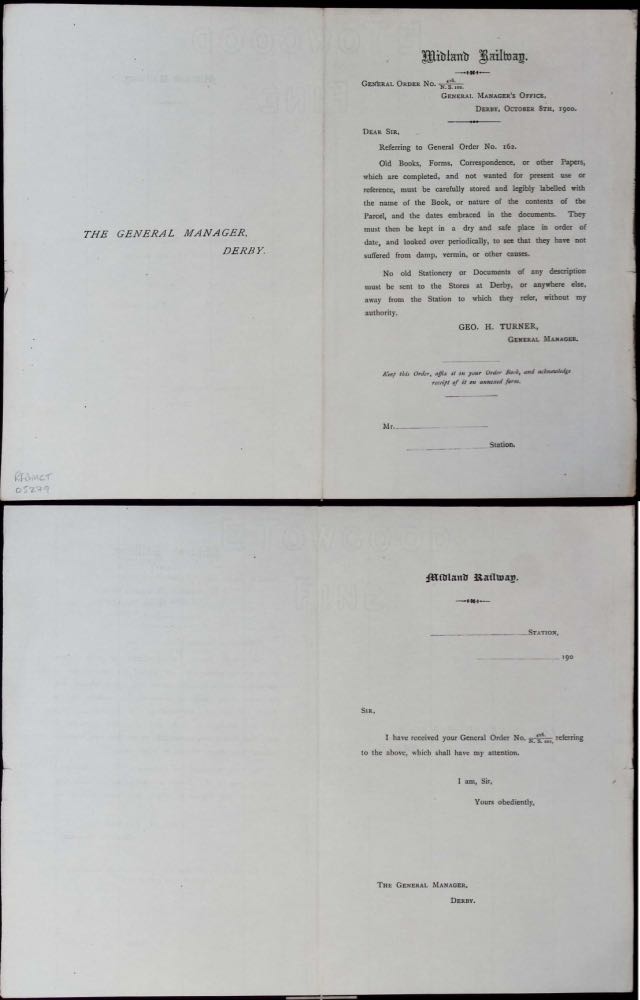 THE GENERAL MANAGER,
DERBY.
Midland Railway.
GENERAL ORDER No. 428. / N. S. 101.
GENERAL MANAGER'S OFFICE,
DERBY, OCTOBER 8TH, 1900.
DEAR SIR,
Referring to General Order No. 162.
Old Books, Forms, Correspondence, or other Papers,
which are completed, and not wanted for present use or
reference, must be carefully stored and legibly labelled with
the name of the Book, or nature of the contents of the
Parcel, and the dates embraced in the documents. They
must then be kept in a dry and safe place in order of
date, and looked over periodically, to see that they have not
suffered from damp, vermin, or other causes.
No old Stationery or Documents of any description
must be sent to the Stores at Derby, or anywhere else,
away from the Station to which they refer, without my
authority.
GEO. H. TURNER,
GENERAL MANAGER.
Keep this Order, affix it in your Order Book, and acknowledge
receipt of it on annexed form.
Mr.
Station.
05279
Midland Railway.
STATION,
190
SIR,
I have received your General Order No. N. S. 101, referring
to the above, which shall have my attention.
I am, Sir,
Yours obediently,
THE GENERAL MANAGER,
DERBY.